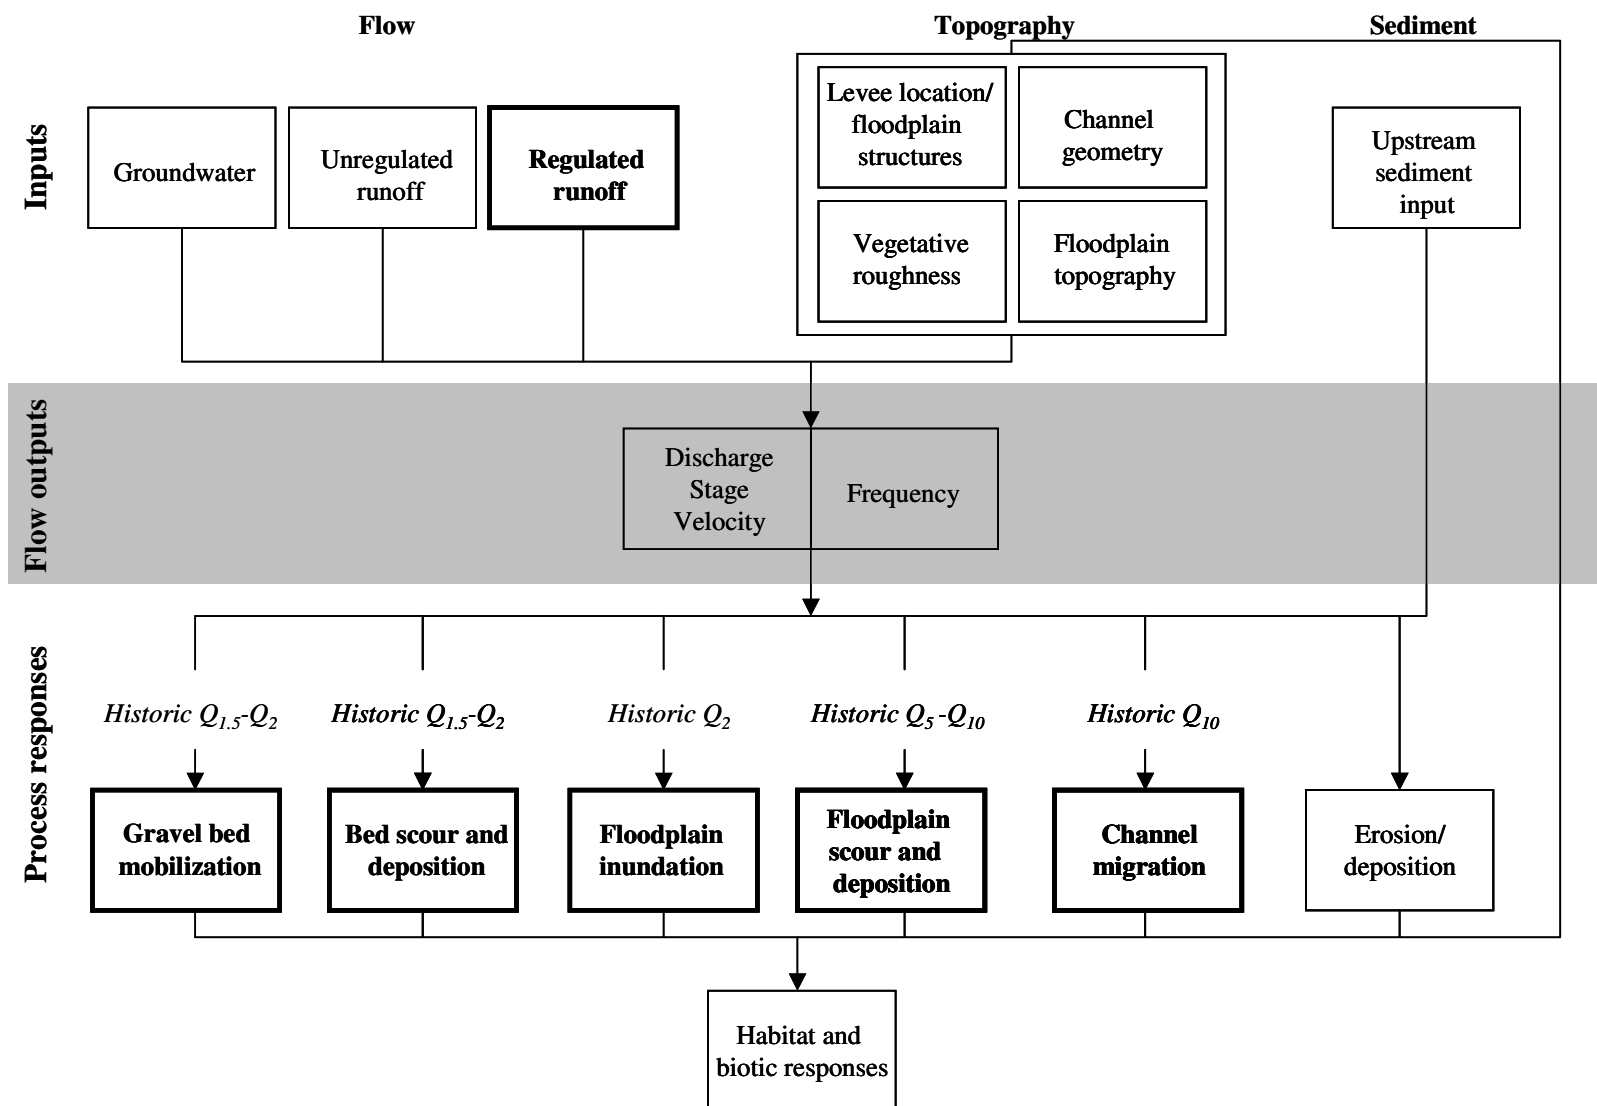 Flow
Topography
Sediment
Inputs
Groundwater
Unregulated
runoff
Regulated
runoff
Levee location/
floodplain
structures
Channel
geometry
Vegetative
roughness
Floodplain
topography
Upstream
sediment
input
Flow outputs
Discharge
Stage
Velocity
Frequency
Process responses
Historic Q1.5-Q2
Historic Q1.5-Q2
Historic Q2
Historic Q5 -Q10
Historic Q10
Gravel bed
mobilization
Bed scour and
deposition
Floodplain
inundation
Floodplain
scour and
deposition
Channel
migration
Erosion/
deposition
Habitat and
biotic responses